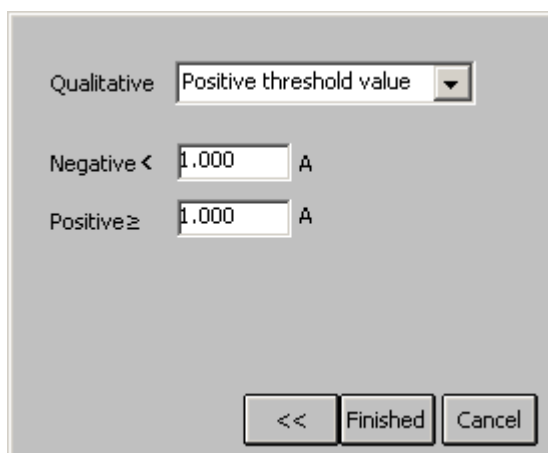 Qualitative Positive threshold value
Negative < 1.000 A
Positive≥ 1.000 A
<< Finished Cancel